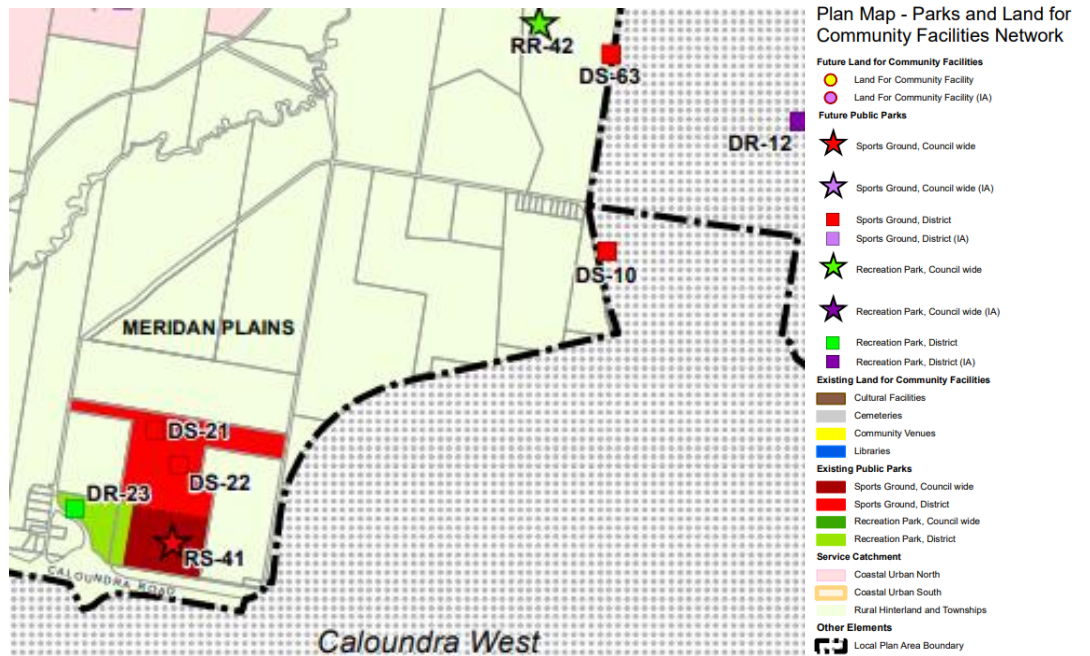 RR-42
DS-63
DR-12
DS-10
MERIDAN PLAINS
DS-21
DS-22
DR-23
RS-41
CALOUNDRA ROAD
Caloundra West
Plan Map - Parks and Land for
Community Facilities Network
Future Land for Community Facilities
Land For Community Facility
Land For Community Facility (IA)
Future Public Parks
Sports Ground, Council wide
Sports Ground, Council wide (IA)
Sports Ground, District
Sports Ground, District (IA)
Recreation Park, Council wide
Recreation Park, Council wide (IA)
Recreation Park, District
Recreation Park, District (IA)
Existing Land for Community Facilities
Cultural Facilities
Cemeteries
Community Venues
Libraries
Existing Public Parks
Sports Ground, Council wide
Sports Ground, District
Recreation Park, Council wide
Recreation Park, District
Service Catchment
Coastal Urban North
Coastal Urban South
Rural Hinterland and Townships
Other Elements
Local Plan Area Boundary